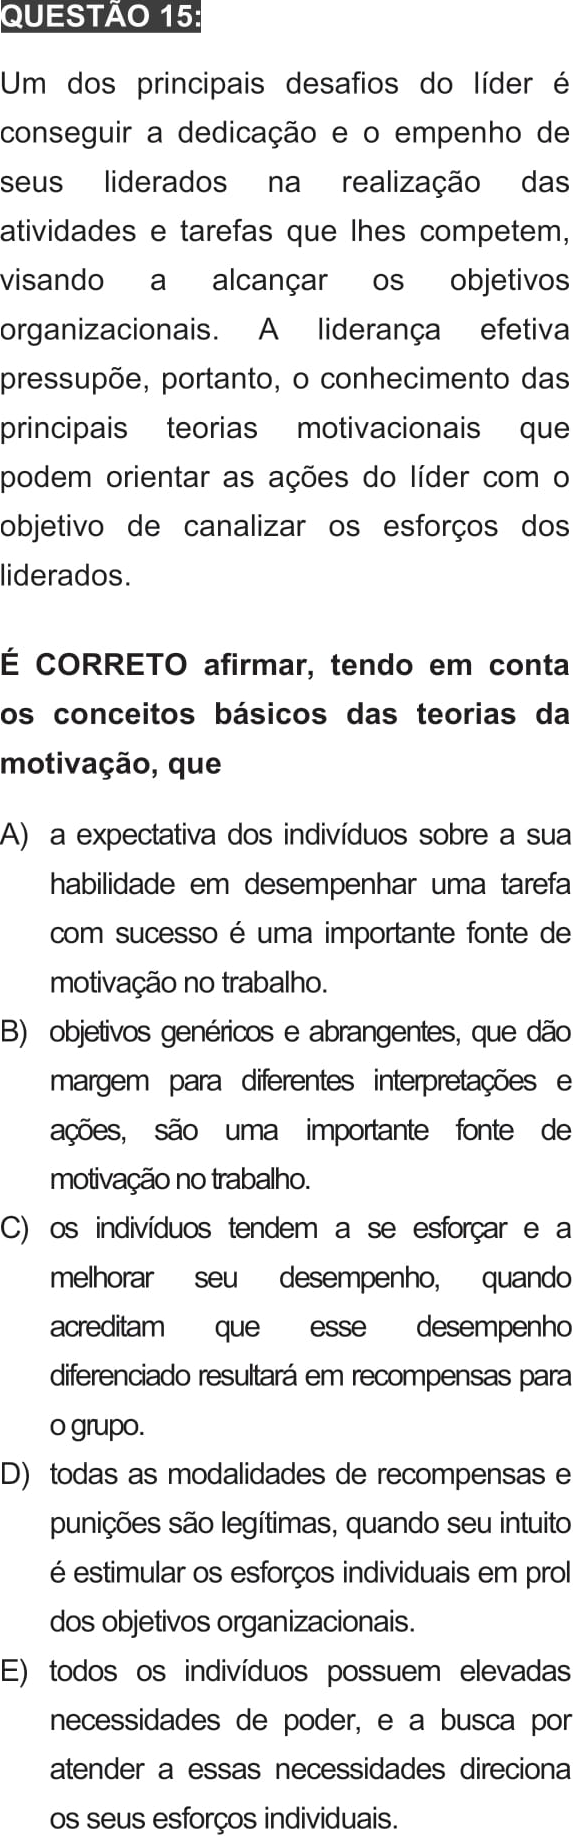 QUESTÃO 15:
Um dos principais desafios do líder é
conseguir a dedicação e o empenho de
seus liderados na realização das
atividades e tarefas que lhes competem,
visando a alcançar os objetivos
organizacionais. A liderança efetiva
pressupõe, portanto, o conhecimento das
principais teorias motivacionais que
podem orientar as ações do líder com o
objetivo de canalizar os esforços dos
liderados.
É CORRETO afirmar, tendo em conta
os conceitos básicos das teorias da
motivação, que
A) a expectativa dos indivíduos sobre a sua
habilidade em desempenhar uma tarefa
com sucesso é uma importante fonte de
motivação no trabalho.
B) objetivos genéricos e abrangentes, que dão
margem para diferentes interpretações e
ações, são uma importante fonte de
motivação no trabalho.
C) os indivíduos tendem a se esforçar e a
melhorar seu desempenho, quando
acreditam que esse desempenho
diferenciado resultará em recompensas para
o grupo.
D) todas as modalidades de recompensas e
punições são legítimas, quando seu intuito
é estimular os esforços individuais em prol
dos objetivos organizacionais.
E) todos os indivíduos possuem elevadas
necessidades de poder, e a busca por
atender a essas necessidades direciona
os seus esforços individuais.